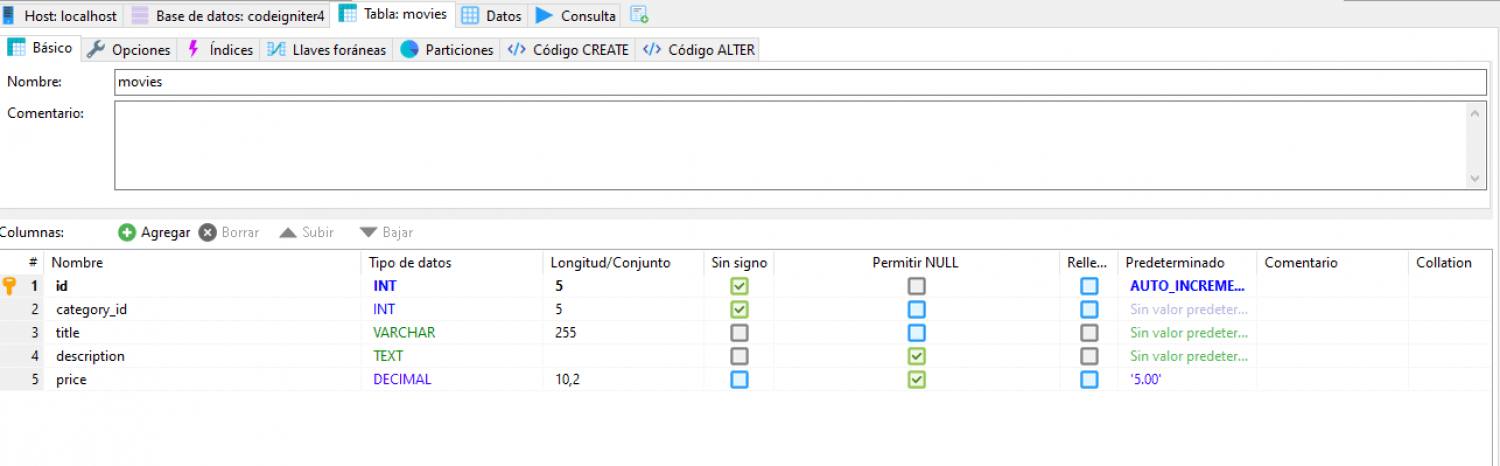 Host: localhost Base de datos: codeigniter4 Tabla: movies Datos Consulta
Básico Opciones Índices Llaves foráneas Particiones Código CREATE Código ALTER
Nombre: movies
Comentario:
Columnas: Agregar Borrar Subir Bajar
# Nombre Tipo de datos Longitud/Conjunto Sin signo Permitir NULL Relle... Predeterminado Comentario Collation
1 id INT 5 AUTO_INCREME...
2 category_id INT 5 Sin valor predeter...
3 title VARCHAR 255 Sin valor predeter...
4 description TEXT Sin valor predeter...
5 price DECIMAL 10,2 '5.00'